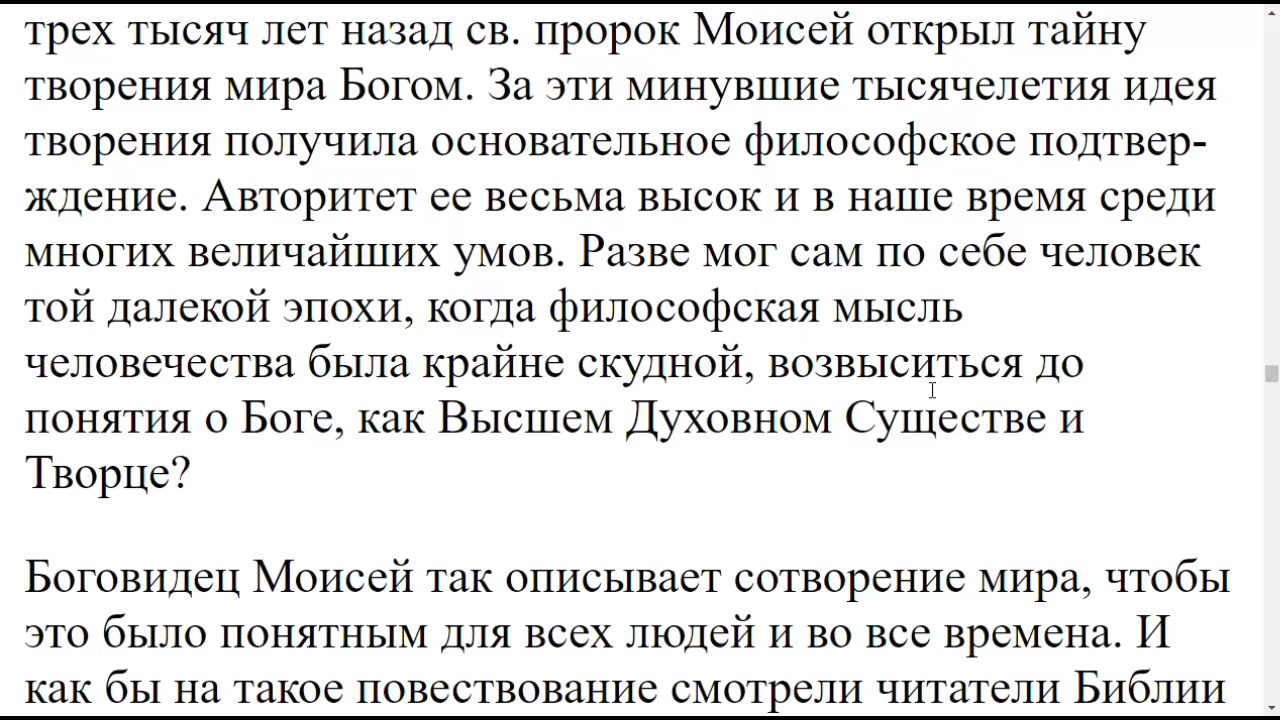 трех тысяч лет назад св. пророк Моисей открыл тайну
творения мира Богом. За эти минувшие тысячелетия идея
творения получила основательное философское подтвер-
ждение. Авторитет ее весьма высок и в наше время среди
многих величайших умов. Разве мог сам по себе человек
той далекой эпохи, когда философская мысль
человечества была крайне скудной, возвыситься до
понятия о Боге, как Высшем Духовном Существе и
Творце?
Боговидец Моисей так описывает сотворение мира, чтобы
это было понятным для всех людей и во все времена. И
как бы на такое повествование смотрели читатели Библии